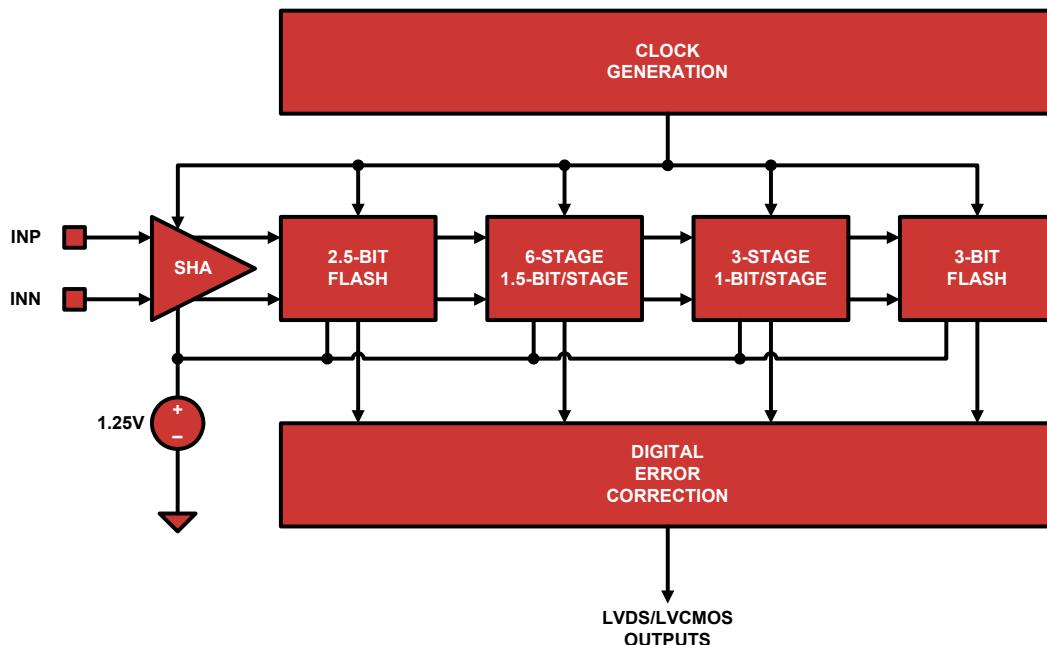 CLOCK
GENERATION
INP
INN
SHA
2.5-BIT
FLASH
6-STAGE
1.5-BIT/STAGE
3-STAGE
1-BIT/STAGE
3-BIT
FLASH
1.25V
+
−
DIGITAL
ERROR
CORRECTION
LVDS/LVCMOS
OUTPUTS